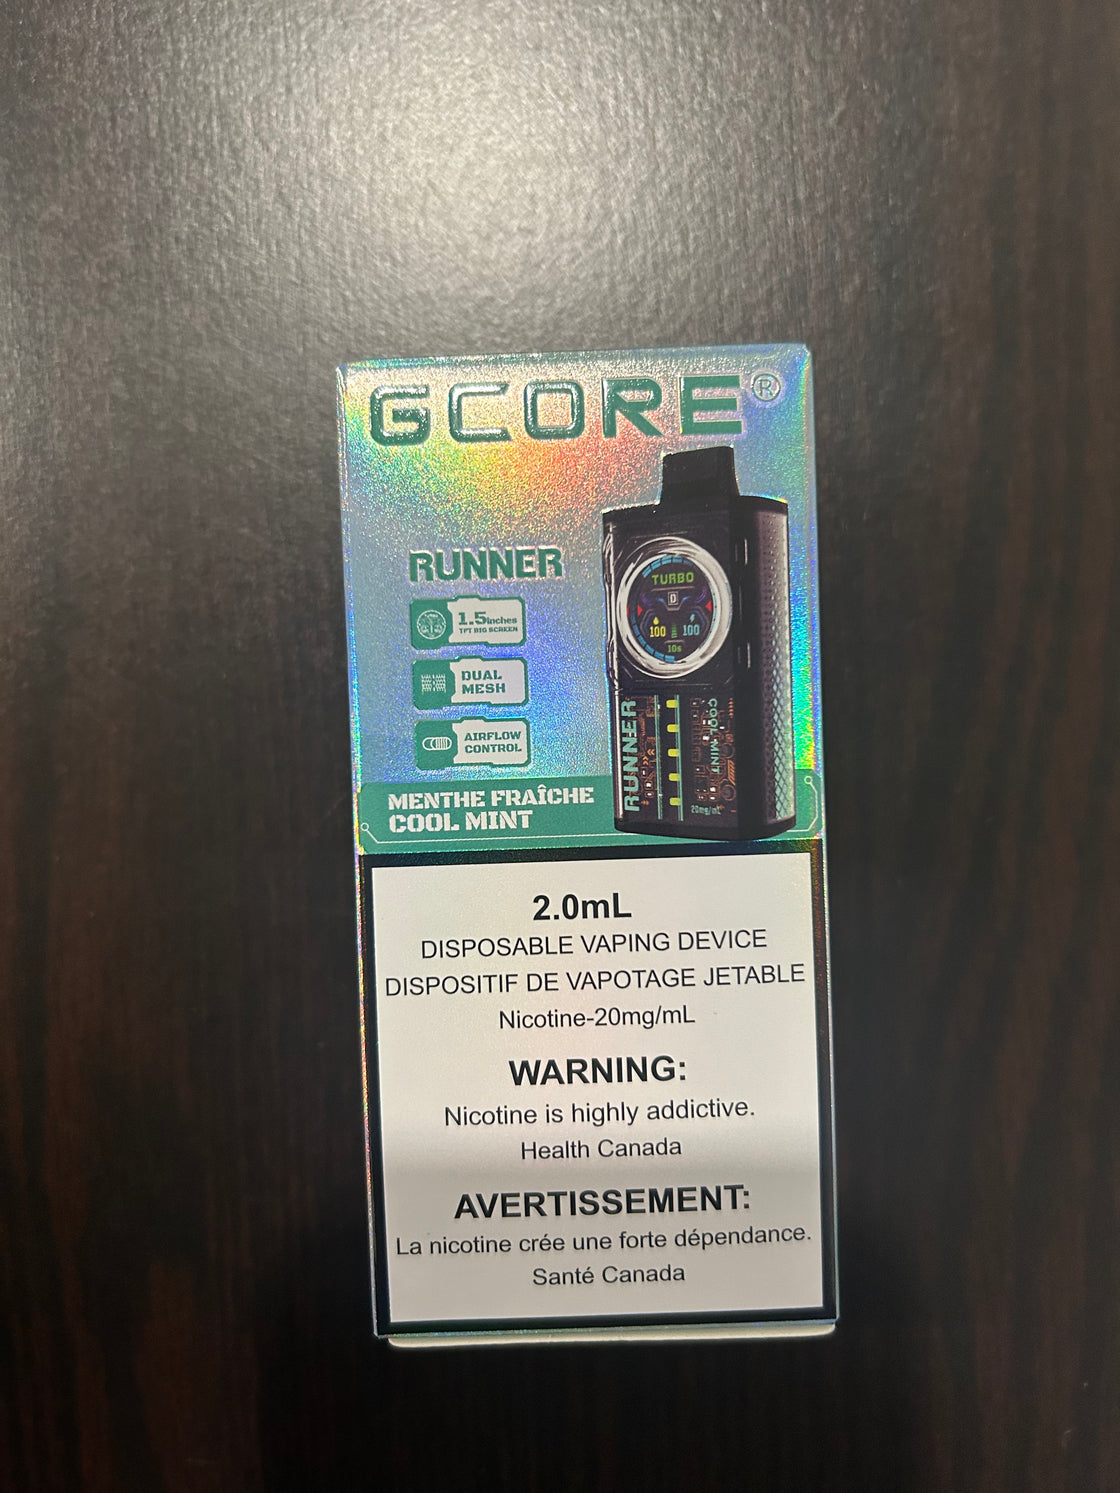 GCORE®
RUNNER
1.5inches
TFT BIG SCREEN
DUAL
MESH
AIRFLOW
CONTROL
TURBO
D
100
100
10s
RUNNER
COOL MINT
20mg/mL
MENTHE FRAÎCHE
COOL MINT
2.0mL
DISPOSABLE VAPING DEVICE
DISPOSITIF DE VAPOTAGE JETABLE
Nicotine-20mg/mL
WARNING:
Nicotine is highly addictive.
Health Canada
AVERTISSEMENT:
La nicotine crée une forte dépendance.
Santé Canada